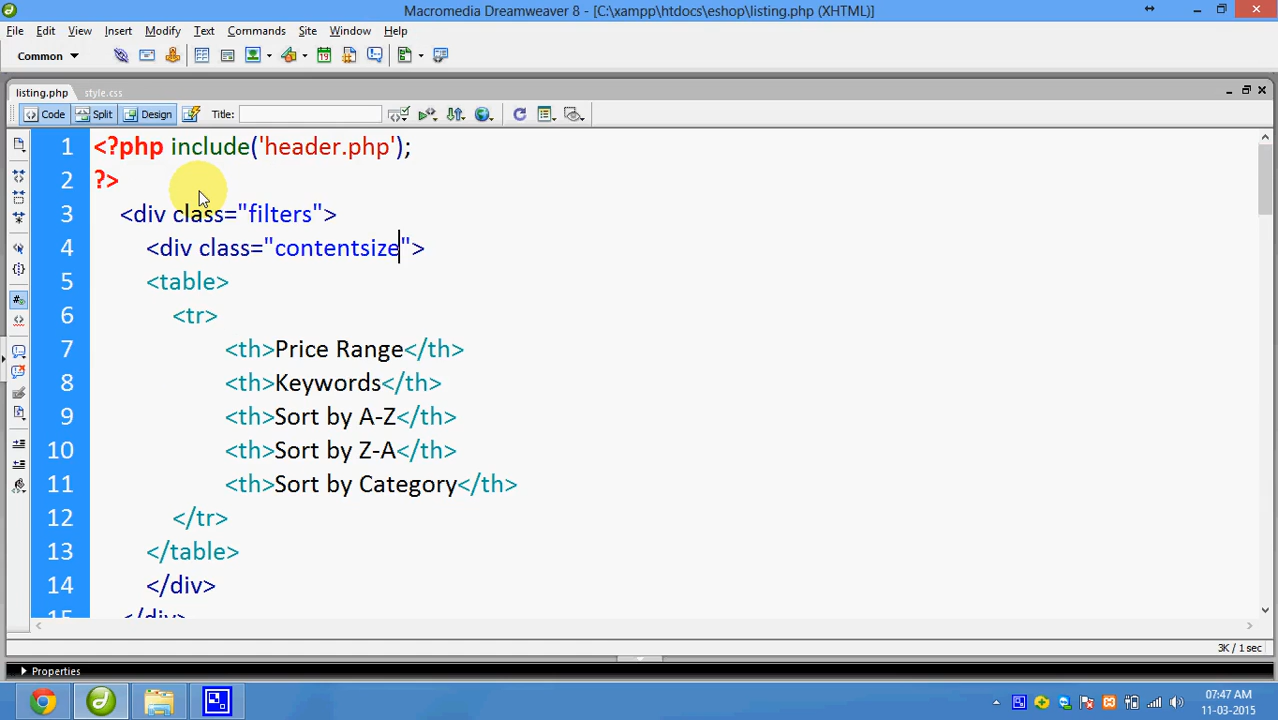 Macromedia Dreamweaver 8 - [C:\xampp\htdocs\eshop\listing.php (XHTML)]
File Edit View Insert Modify Text Commands Site Window Help
Common
listing.php style.css
Code Split Design Title:
1 <?php include('header.php');
2 ?>
3 <div class="filters">
4 <div class="contentsize">
5 <table>
6 <tr>
7 <th>Price Range</th>
8 <th>Keywords</th>
9 <th>Sort by A-Z</th>
10 <th>Sort by Z-A</th>
11 <th>Sort by Category</th>
12 </tr>
13 </table>
14 </div>
15 </div>
3K / 1 sec
Properties
07:47 AM
11-03-2015